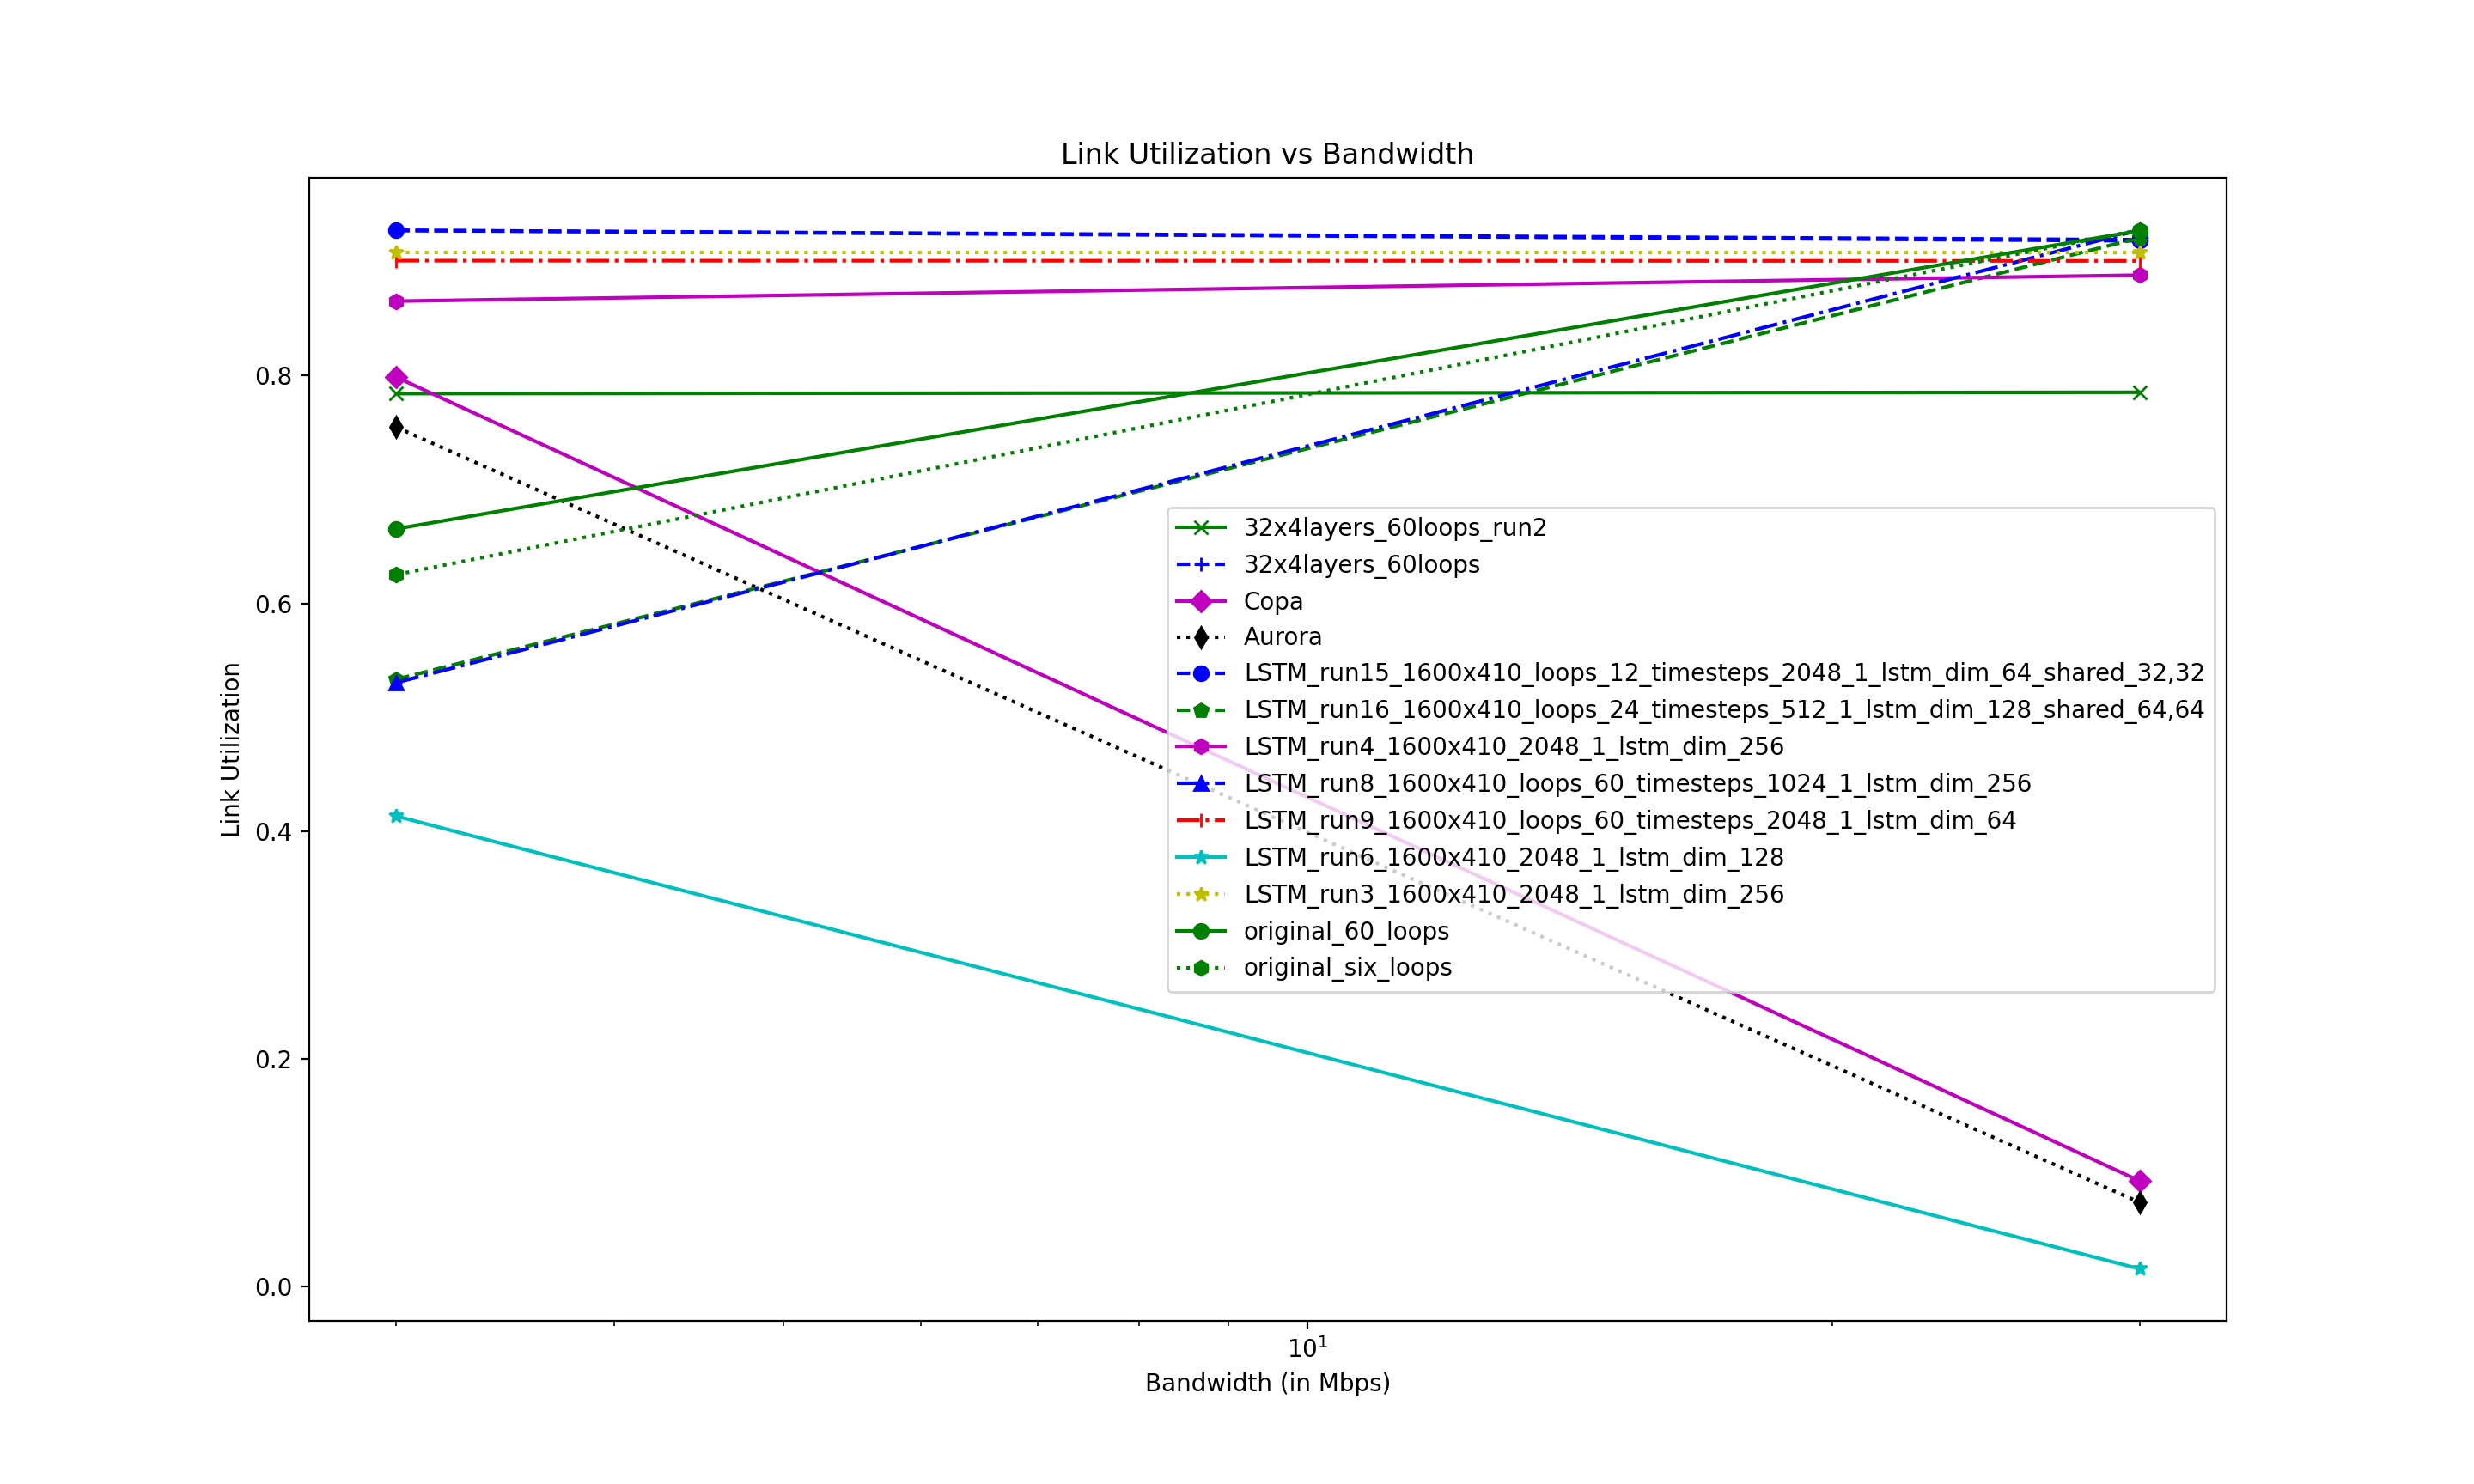 Link Utilization vs Bandwidth
0.8
0.6
0.4
0.2
0.0
Link Utilization
32x4layers_60loops_run2
32x4layers_60loops
Copa
Aurora
LSTM_run15_1600x410_loops_12_timesteps_2048_1_lstm_dim_64_shared_32,32
LSTM_run16_1600x410_loops_24_timesteps_512_1_lstm_dim_128_shared_64,64
LSTM_run4_1600x410_2048_1_lstm_dim_256
LSTM_run8_1600x410_loops_60_timesteps_1024_1_lstm_dim_256
LSTM_run9_1600x410_loops_60_timesteps_2048_1_lstm_dim_64
LSTM_run6_1600x410_2048_1_lstm_dim_128
LSTM_run3_1600x410_2048_1_lstm_dim_256
original_60_loops
original_six_loops
10¹
Bandwidth (in Mbps)